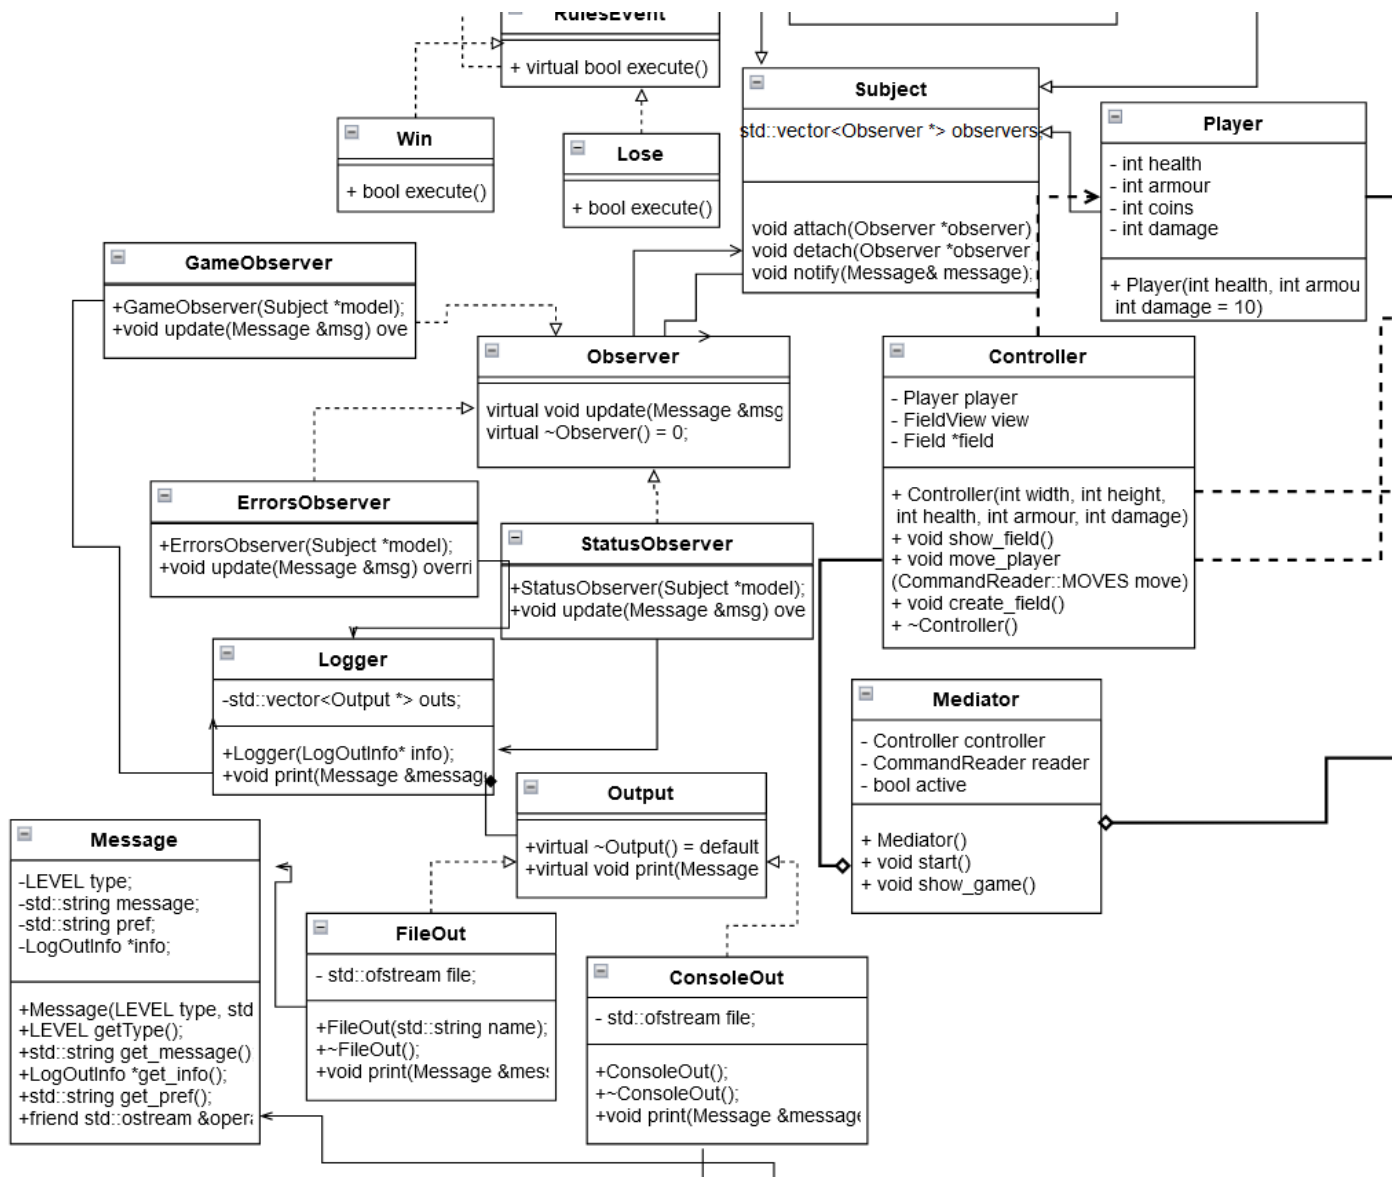 RulesEvent
+ virtual bool execute()
Win
+ bool execute()
Lose
+ bool execute()
Subject
std::vector<Observer *> observers;
void attach(Observer *observer)
void detach(Observer *observer
void notify(Message& message);
Player
- int health
- int armour
- int coins
- int damage
+ Player(int health, int armou
int damage = 10)
GameObserver
+GameObserver(Subject *model);
+void update(Message &msg) ove
Observer
virtual void update(Message &msg
virtual ~Observer() = 0;
Controller
- Player player
- FieldView view
- Field *field
+ Controller(int width, int height,
int health, int armour, int damage)
+ void show_field()
+ void move_player
(CommandReader::MOVES move)
+ void create_field()
+ ~Controller()
ErrorsObserver
+ErrorsObserver(Subject *model);
+void update(Message &msg) overri
StatusObserver
+StatusObserver(Subject *model);
+void update(Message &msg) ove
Logger
-std::vector<Output *> outs;
+Logger(LogOutInfo* info);
+void print(Message &messag
Mediator
- Controller controller
- CommandReader reader
- bool active
+ Mediator()
+ void start()
+ void show_game()
Output
+virtual ~Output() = default
+virtual void print(Message
Message
-LEVEL type;
-std::string message;
-std::string pref;
-LogOutInfo *info;
+Message(LEVEL type, std
+LEVEL getType();
+std::string get_message()
+LogOutInfo *get_info();
+std::string get_pref();
+friend std::ostream &opera
FileOut
- std::ofstream file;
+FileOut(std::string name);
+~FileOut();
+void print(Message &mess
ConsoleOut
- std::ofstream file;
+ConsoleOut();
+~ConsoleOut();
+void print(Message &message